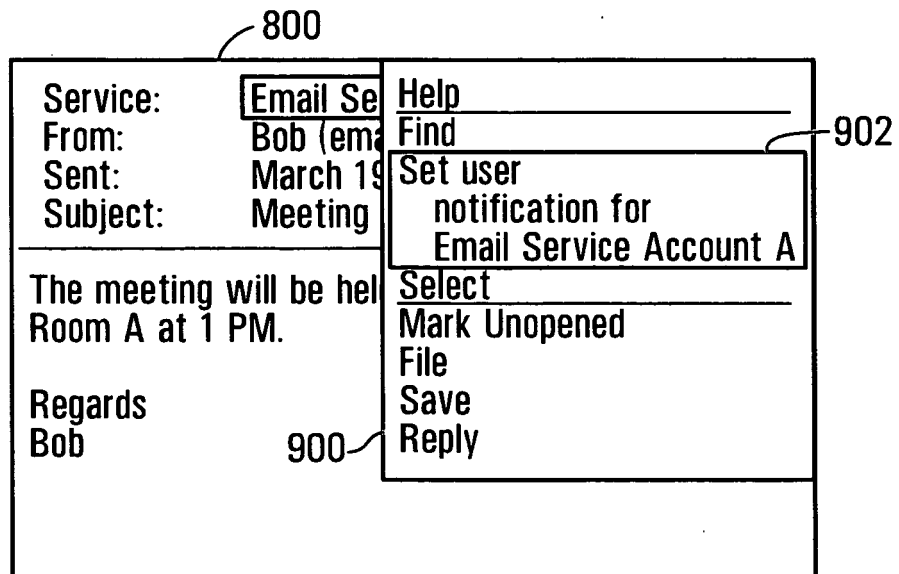 800
Service: Email Se
From: Bob (ema
Sent: March 19
Subject: Meeting
The meeting will be hel
Room A at 1 PM.
Regards
Bob
900
Help
Find
902
Set user
notification for
Email Service Account A
Select
Mark Unopened
File
Save
Reply